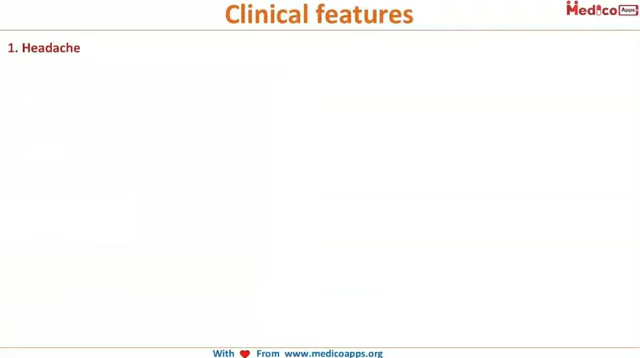 Clinical features
Medico Apps
1. Headache
With From www.medicoapps.org